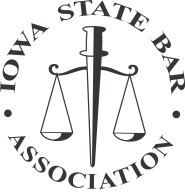 • IOWA STATE BAR •
ASSOCIATION